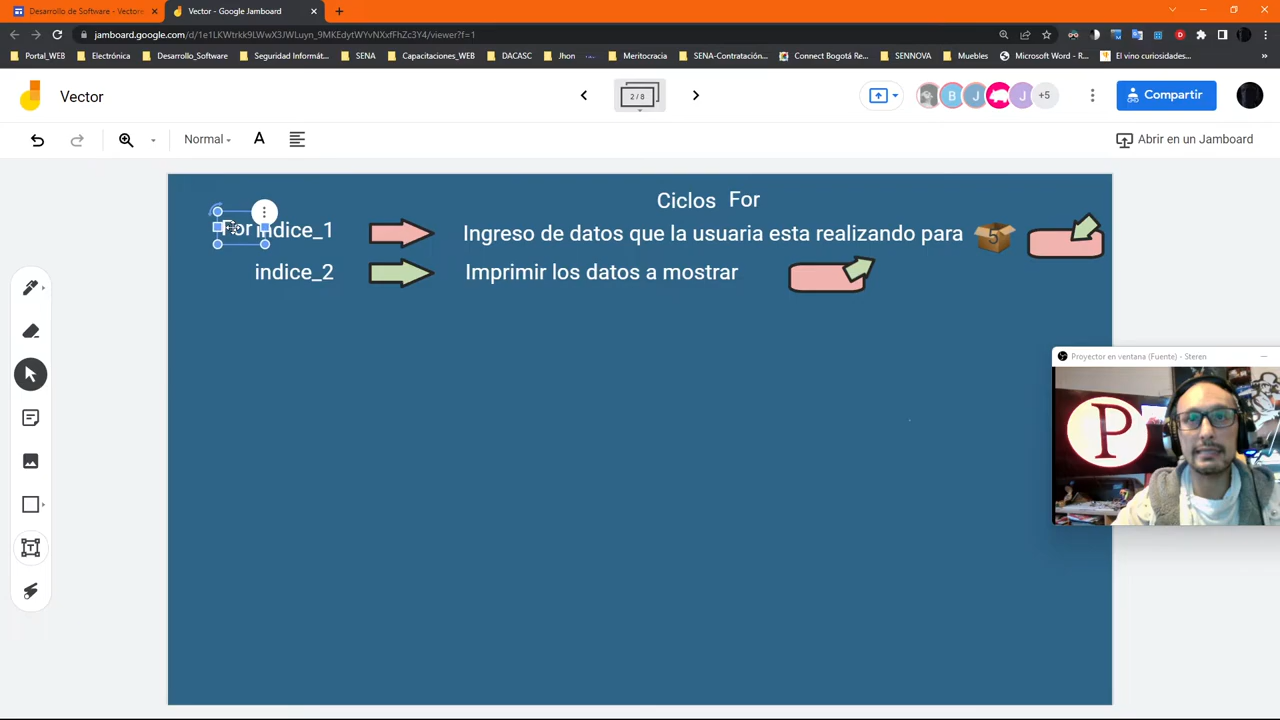 Desarrollo de Software - Vectore
Vector - Google Jamboard
jamboard.google.com/d/1e1LKWtrkk9LWwX3JWLuyn_9MKEdytWYvNXxfFhZc3Y4/viewer?f=1
Portal_WEB
Electrónica
Desarrollo_Software
Seguridad Informát...
SENA
Capacitaciones_WEB
DACASC
Jhon
Meritocracia
SENA-Contratación...
Connect Bogotá Re...
SENNOVA
Muebles
Microsoft Word - R...
El vino curiosidades...
»
Vector
2 / 8
B
J
J
+5
Compartir
Normal
A
Abrir en un Jamboard
Ciclos For
For indice_1
Ingreso de datos que la usuaria esta realizando para
5
indice_2
Imprimir los datos a mostrar
Proyector en ventana (Fuente) - Steren
P